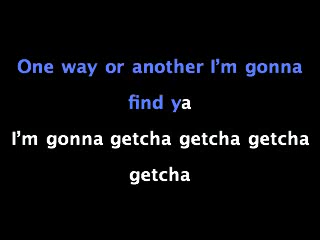 One way or another I'm gonna
find ya
I'm gonna getcha getcha getcha
getcha